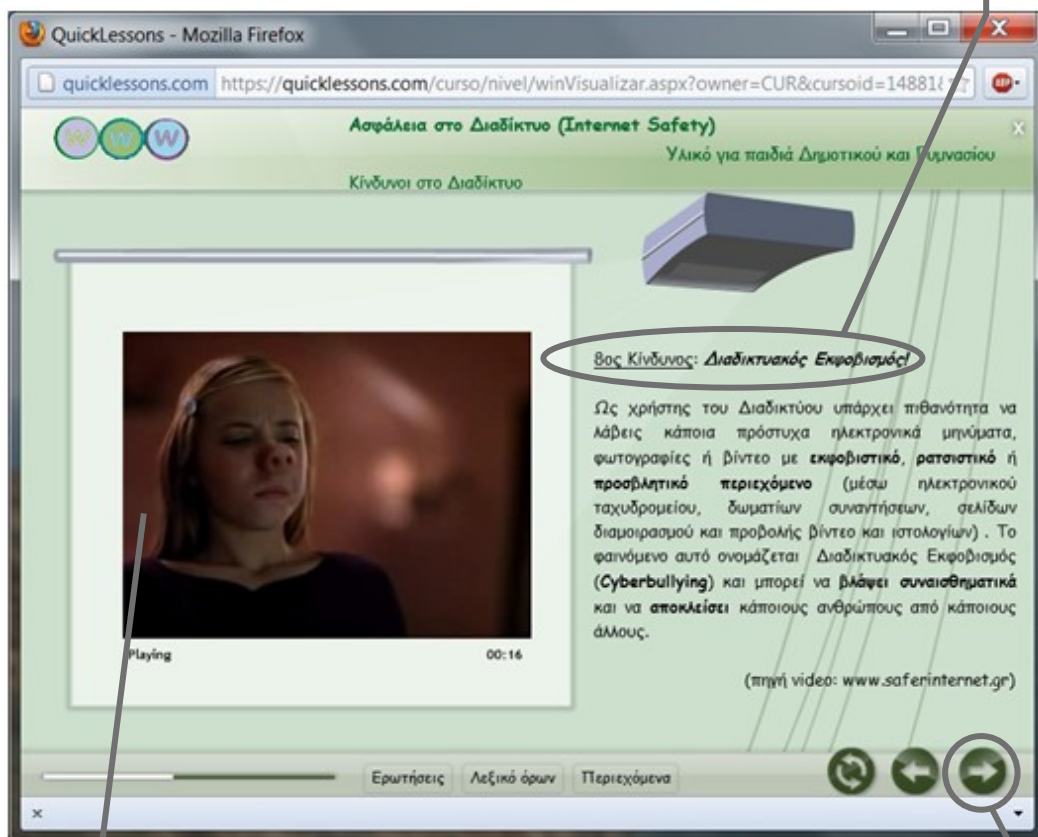 QuickLessons - Mozilla Firefox
quicklessons.com https://quicklessons.com/curso/nivel/winVisualizar.aspx?owner=CUR&cursoid=14881
ABP
WWW
Ασφάλεια στο Διαδίκτυο (Internet Safety)
Υλικό για παιδιά Δημοτικού και Γυμνασίου
Κίνδυνοι στο Διαδίκτυο
8ος Κίνδυνος: Διαδικτυακός Εκφοβισμός!
Ως χρήστης του Διαδικτύου υπάρχει πιθανότητα να
λάβεις κάποια πρόστυχα ηλεκτρονικά μηνύματα,
φωτογραφίες ή βίντεο με εκφοβιστικό, ρατσιστικό ή
προσβλητικό περιεχόμενο (μέσω ηλεκτρονικού
ταχυδρομείου, δωματίων συναντήσεων, σελίδων
διαμοιρασμού και προβολής βίντεο και ιστολογίων) . Το
φαινόμενο αυτό ονομάζεται Διαδικτυακός Εκφοβισμός
(Cyberbullying) και μπορεί να βλάψει συναισθηματικά
και να αποκλείσει κάποιους ανθρώπους από κάποιους
άλλους.
Playing 00:16
(πηγή video: www.saferinternet.gr)
Ερωτήσεις Λεξικό όρων Περιεχόμενα